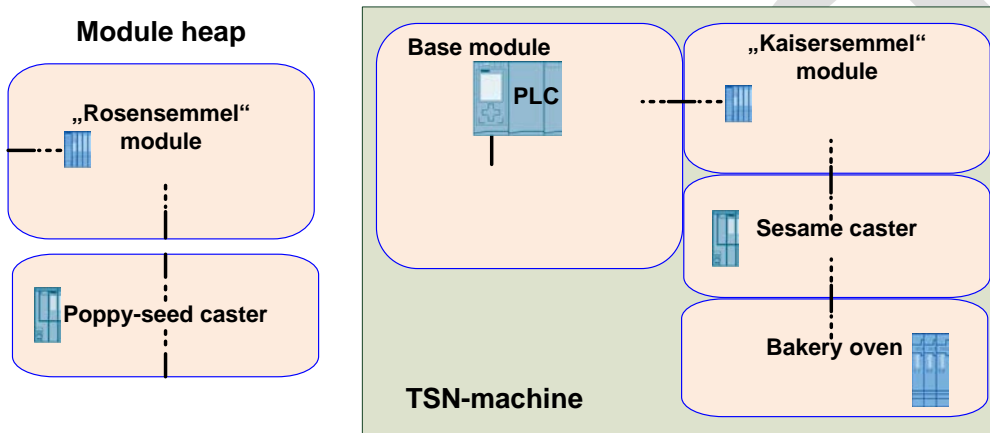 Module heap
„Rosensemmel“
module
Poppy-seed caster
Base module
PLC
„Kaisersemmel“
module
Sesame caster
Bakery oven
TSN-machine